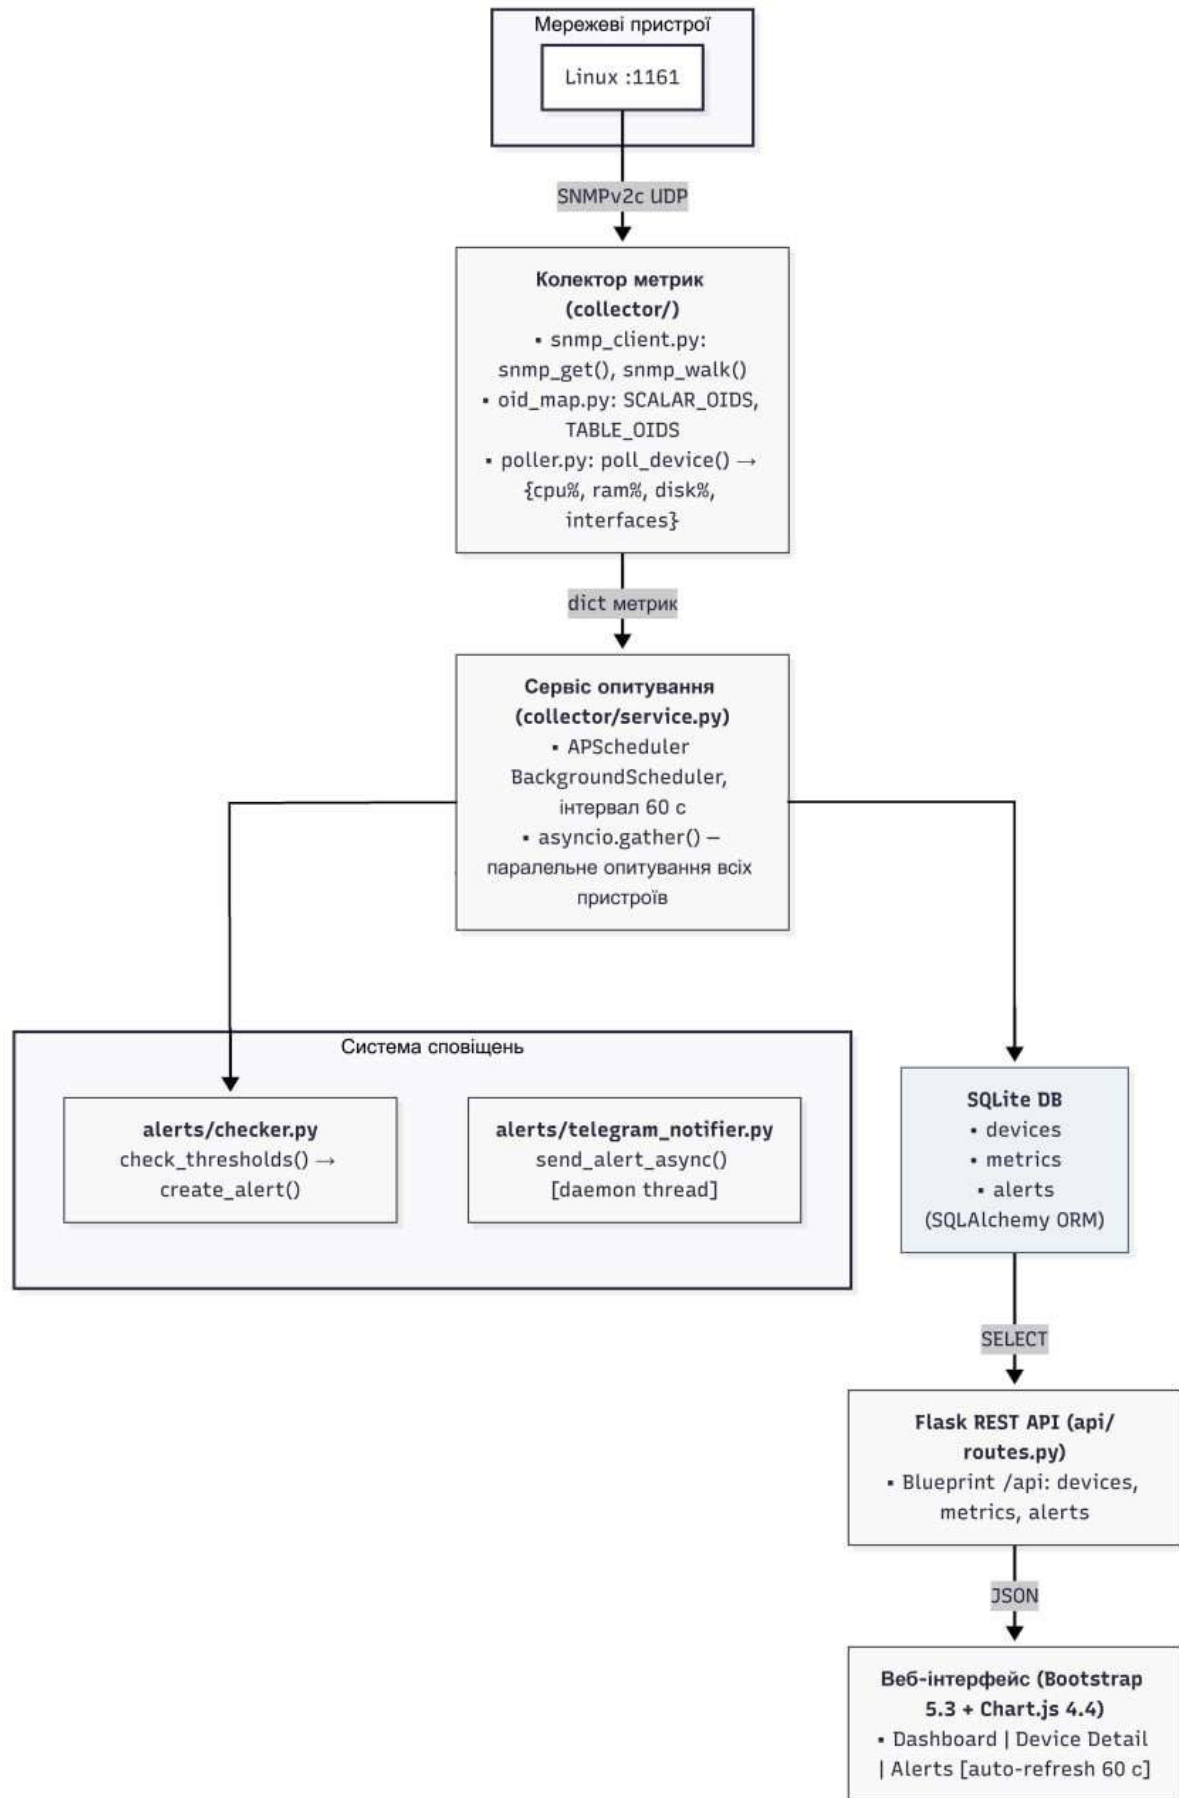 Мережеві пристрої
Linux :1161
SNMPv2c UDP
Колектор метрик
(collector/)
▪ snmp_client.py:
snmp_get(), snmp_walk()
▪ oid_map.py: SCALAR_OIDS,
TABLE_OIDS
▪ poller.py: poll_device() →
{cpu%, ram%, disk%,
interfaces}
dict метрик
Сервіс опитування
(collector/service.py)
▪ APScheduler
BackgroundScheduler,
інтервал 60 с
▪ asyncio.gather() —
паралельне опитування всіх
пристроїв
Система сповіщень
alerts/checker.py
check_thresholds() →
create_alert()
alerts/telegram_notifier.py
send_alert_async()
[daemon thread]
SQLite DB
▪ devices
▪ metrics
▪ alerts
(SQLAlchemy ORM)
SELECT
Flask REST API (api/
routes.py)
▪ Blueprint /api: devices,
metrics, alerts
JSON
Веб-інтерфейс (Bootstrap
5.3 + Chart.js 4.4)
▪ Dashboard | Device Detail
| Alerts [auto-refresh 60 с]